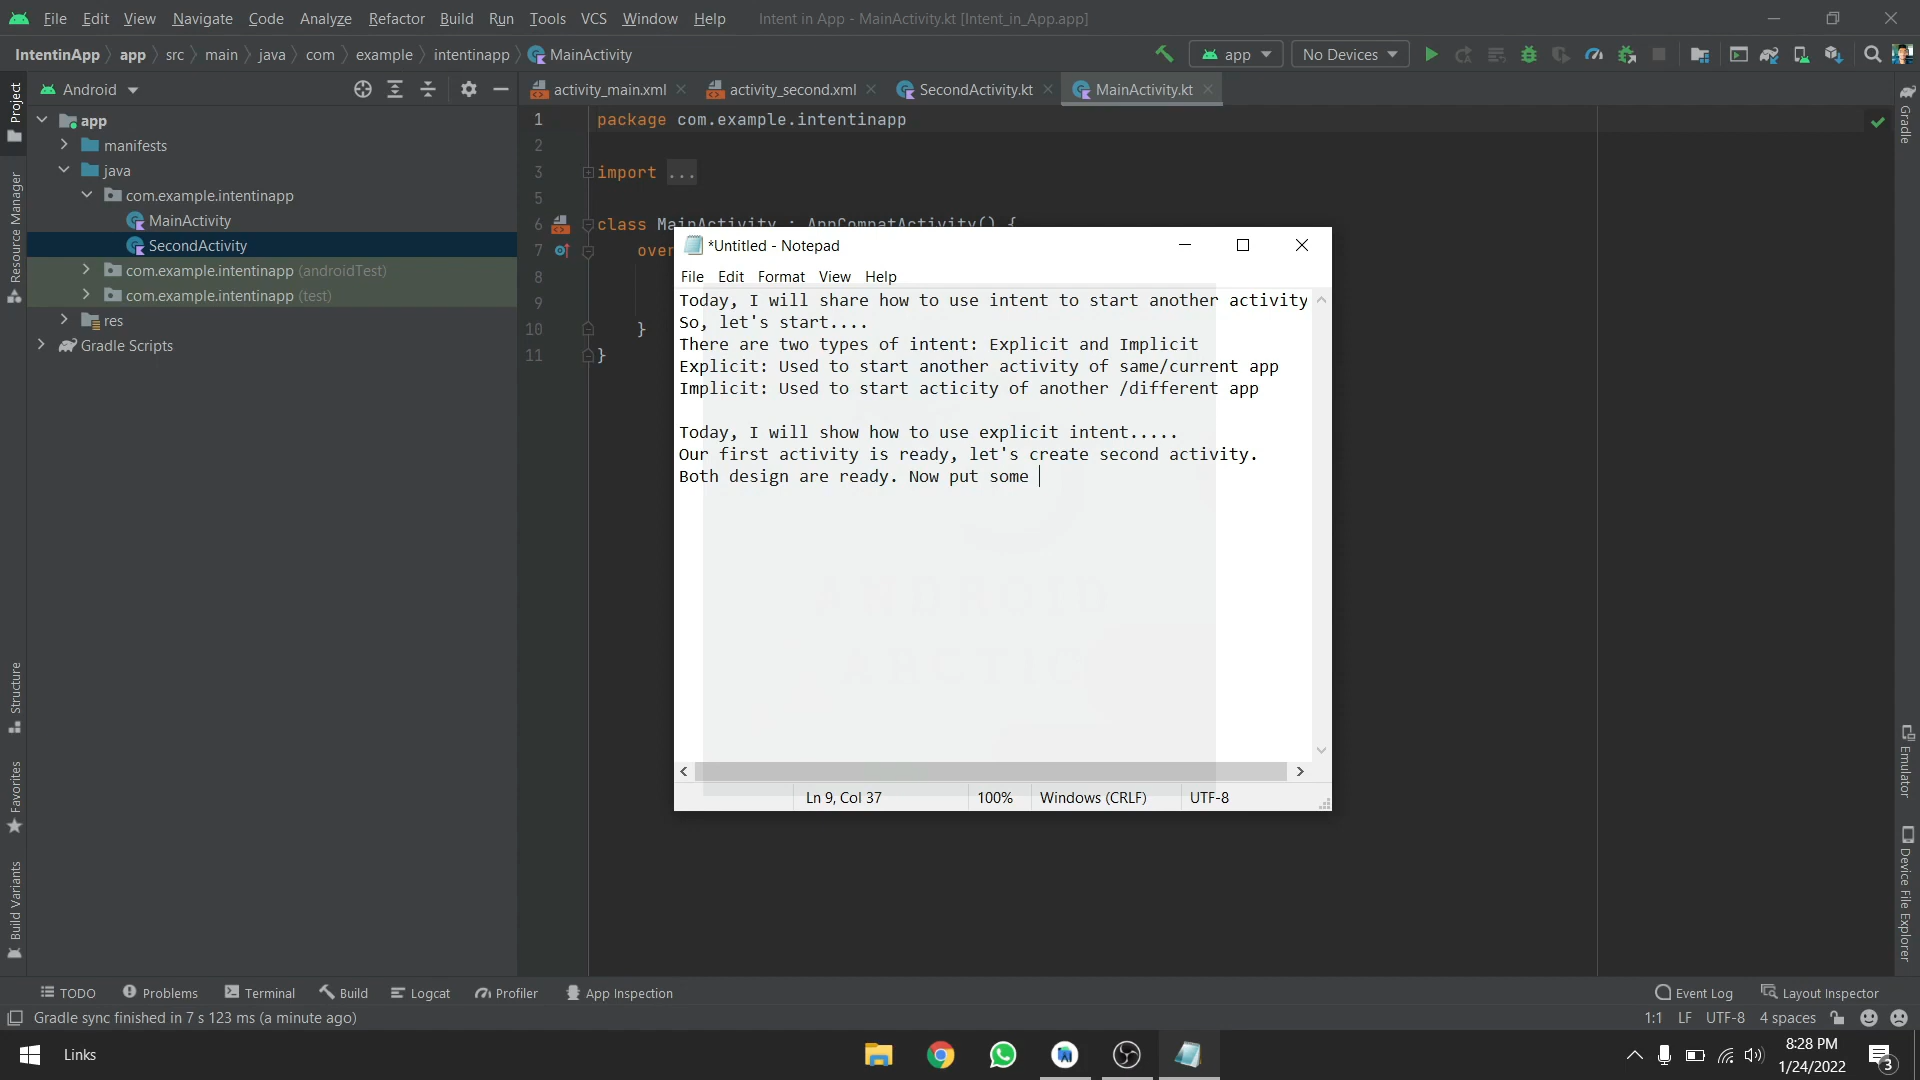 File Edit View Navigate Code Analyze Refactor Build Run Tools VCS Window Help Intent in App - MainActivity.kt [Intent_in_App.app]
IntentinApp app src main java com example intentinapp MainActivity app No Devices
Project
Android
activity_main.xml activity_second.xml SecondActivity.kt MainActivity.kt
app
manifests
java
com.example.intentinapp
MainActivity
SecondActivity
com.example.intentinapp (androidTest)
com.example.intentinapp (test)
res
Gradle Scripts
Resource Manager
Structure
Favorites
Build Variants
1 package com.example.intentinapp
2
3 import ...
5
6 class MainActivity : AppCompatActivity() {
7 over
8
9
10 }
11 }
*Untitled - Notepad
File Edit Format View Help
Today, I will share how to use intent to start another activity
So, let's start....
There are two types of intent: Explicit and Implicit
Explicit: Used to start another activity of same/current app
Implicit: Used to start acticity of another /different app
Today, I will show how to use explicit intent.....
Our first activity is ready, let's create second activity.
Both design are ready. Now put some
ANDROID
ARCTIC
Ln 9, Col 37 100% Windows (CRLF) UTF-8
Gradle
Emulator
Device File Explorer
TODO Problems Terminal Build Logcat Profiler App Inspection Event Log Layout Inspector
Gradle sync finished in 7 s 123 ms (a minute ago) 1:1 LF UTF-8 4 spaces
Links
8:28 PM
1/24/2022
3